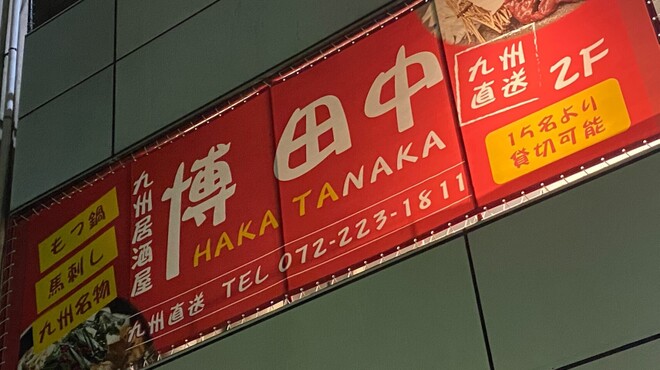 もつ鍋
馬刺し
九州名物
九州居酒屋
博田中
HAKATANAKA
九州直送 TEL 072-223-1811
九州
直送
2F
15名より
貸切可能